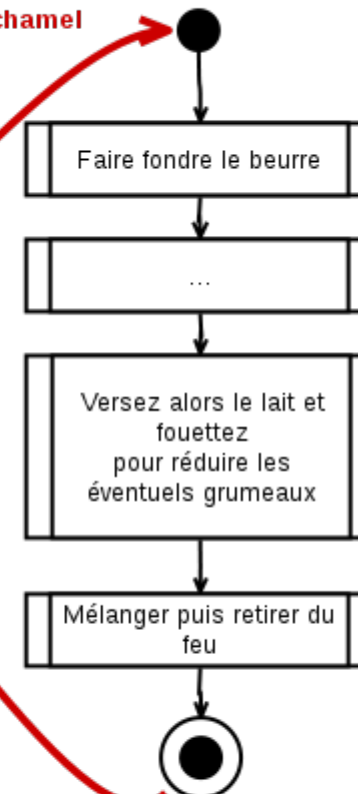 chamel
Faire fondre le beurre
...
Versez alors le lait et
fouettez
pour réduire les
éventuels grumeaux
Mélanger puis retirer du
feu